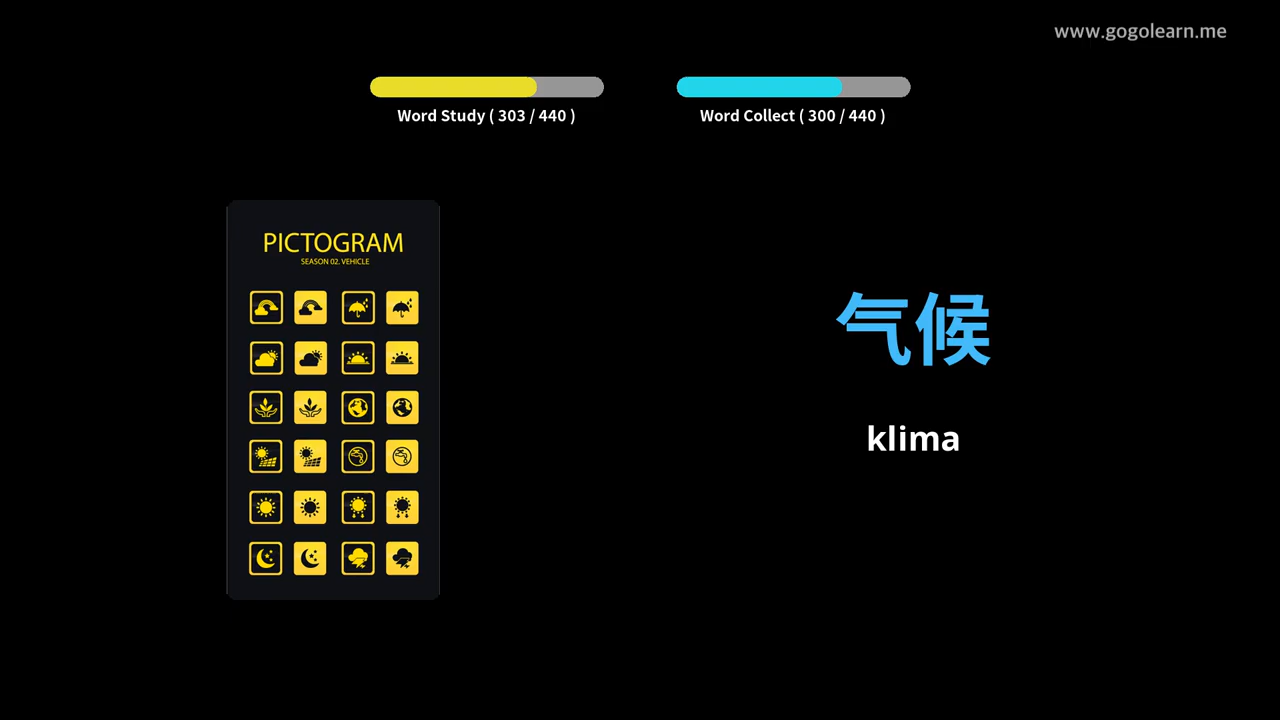 www.gogolearn.me
Word Study ( 303 / 440 )
Word Collect ( 300 / 440 )
PICTOGRAM
SEASON 02. VEHICLE
气候
klima